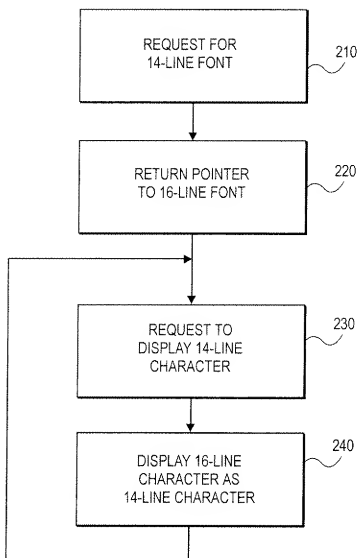 REQUEST FOR
14-LINE FONT
210
RETURN POINTER
TO 16-LINE FONT
220
REQUEST TO
DISPLAY 14-LINE
CHARACTER
230
DISPLAY 16-LINE
CHARACTER AS
14-LINE CHARACTER
240